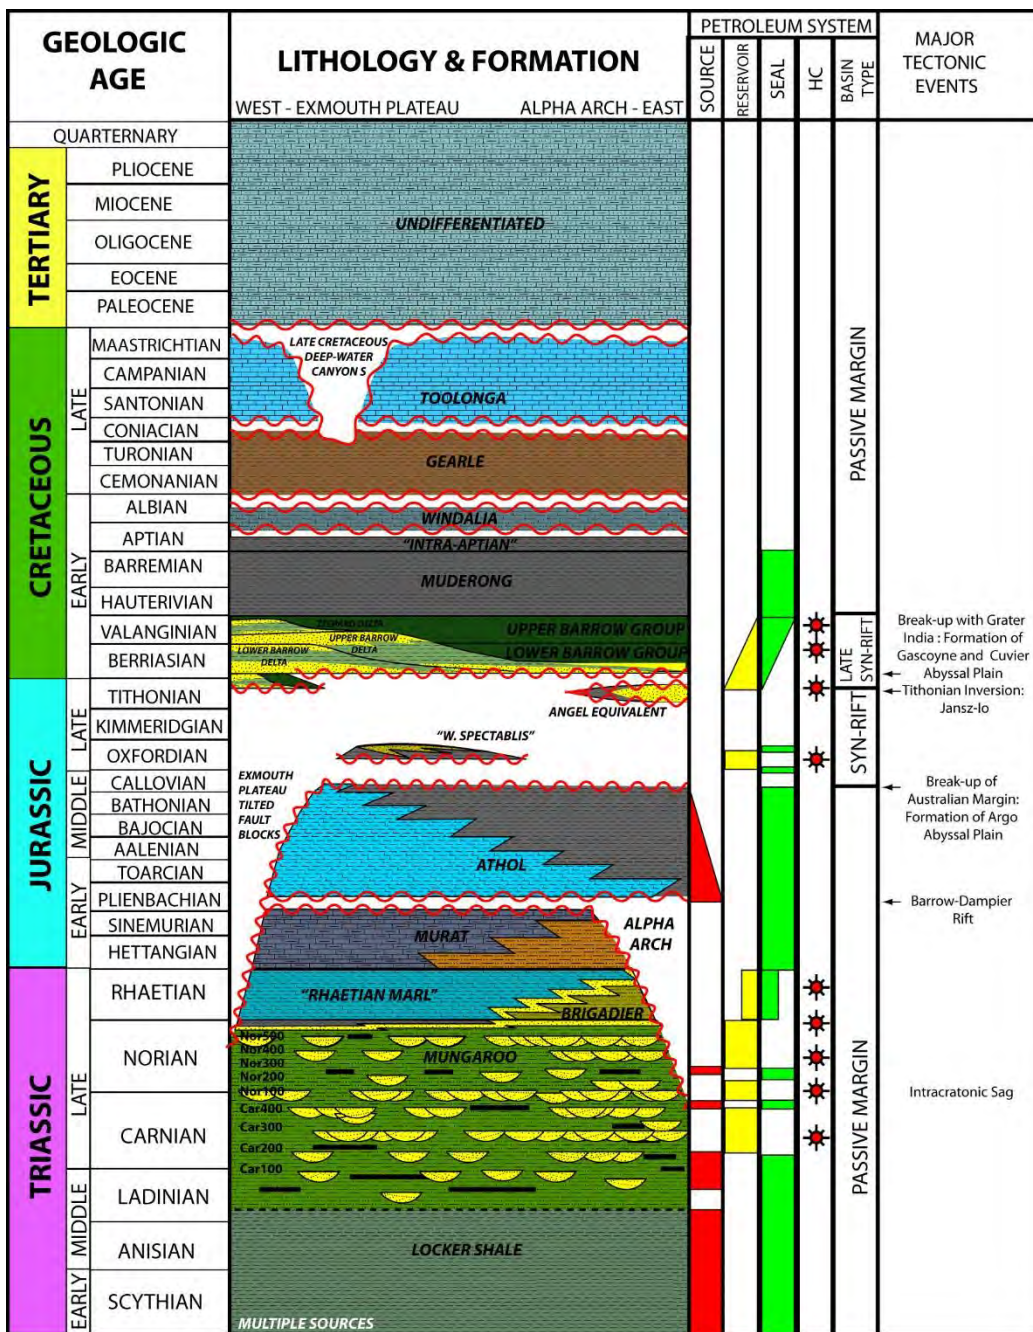 GEOLOGIC
AGE
LITHOLOGY & FORMATION
WEST - EXMOUTH PLATEAU
ALPHA ARCH - EAST
PETROLEUM SYSTEM
SOURCE
RESERVOIR
SEAL
HC
BASIN
TYPE
MAJOR
TECTONIC
EVENTS
QUARTERNARY
TERTIARY
PLIOCENE
MIOCENE
OLIGOCENE
EOCENE
PALEOCENE
CRETACEOUS
LATE
MAASTRICHTIAN
CAMPANIAN
SANTONIAN
CONIACIAN
TURONIAN
CEMONANIAN
EARLY
ALBIAN
APTIAN
BARREMIAN
HAUTERIVIAN
VALANGINIAN
BERRIASIAN
JURASSIC
LATE
TITHONIAN
KIMMERIDGIAN
OXFORDIAN
MIDDLE
CALLOVIAN
BATHONIAN
BAJOCIAN
AALENIAN
EARLY
TOARCIAN
PLIENBACHIAN
SINEMURIAN
HETTANGIAN
TRIASSIC
LATE
RHAETIAN
NORIAN
CARNIAN
MIDDLE
LADINIAN
ANISIAN
EARLY
SCYTHIAN
UNDIFFERENTIATED
LATE CRETACEOUS
DEEP-WATER
CANYON S
TOOLONGA
GEARLE
WINDALIA
"INTRA-APTIAN"
MUDERONG
ZEEPARD DELTA
UPPER BARROW
DELTA
LOWER BARROW
DELTA
UPPER BARROW GROUP
LOWER BARROW GROUP
ANGEL EQUIVALENT
"W. SPECTABLIS"
EXMOUTH
PLATEAU
TILTED
FAULT
BLOCKS
ATHOL
MURAT
ALPHA
ARCH
"RHAETIAN MARL"
BRIGADIER
MUNGAROO
Nor500
Nor400
Nor300
Nor200
Nor100
Car400
Car300
Car200
Car100
LOCKER SHALE
MULTIPLE SOURCES
PASSIVE MARGIN
LATE
SYN-RIFT
SYN-RIFT
PASSIVE MARGIN
Break-up with Grater
India : Formation of
Gascoyne and Cuvier
Abyssal Plain
Tithonian Inversion:
Jansz-Io
Break-up of
Australian Margin:
Formation of Argo
Abyssal Plain
Barrow-Dampier
Rift
Intracratonic Sag